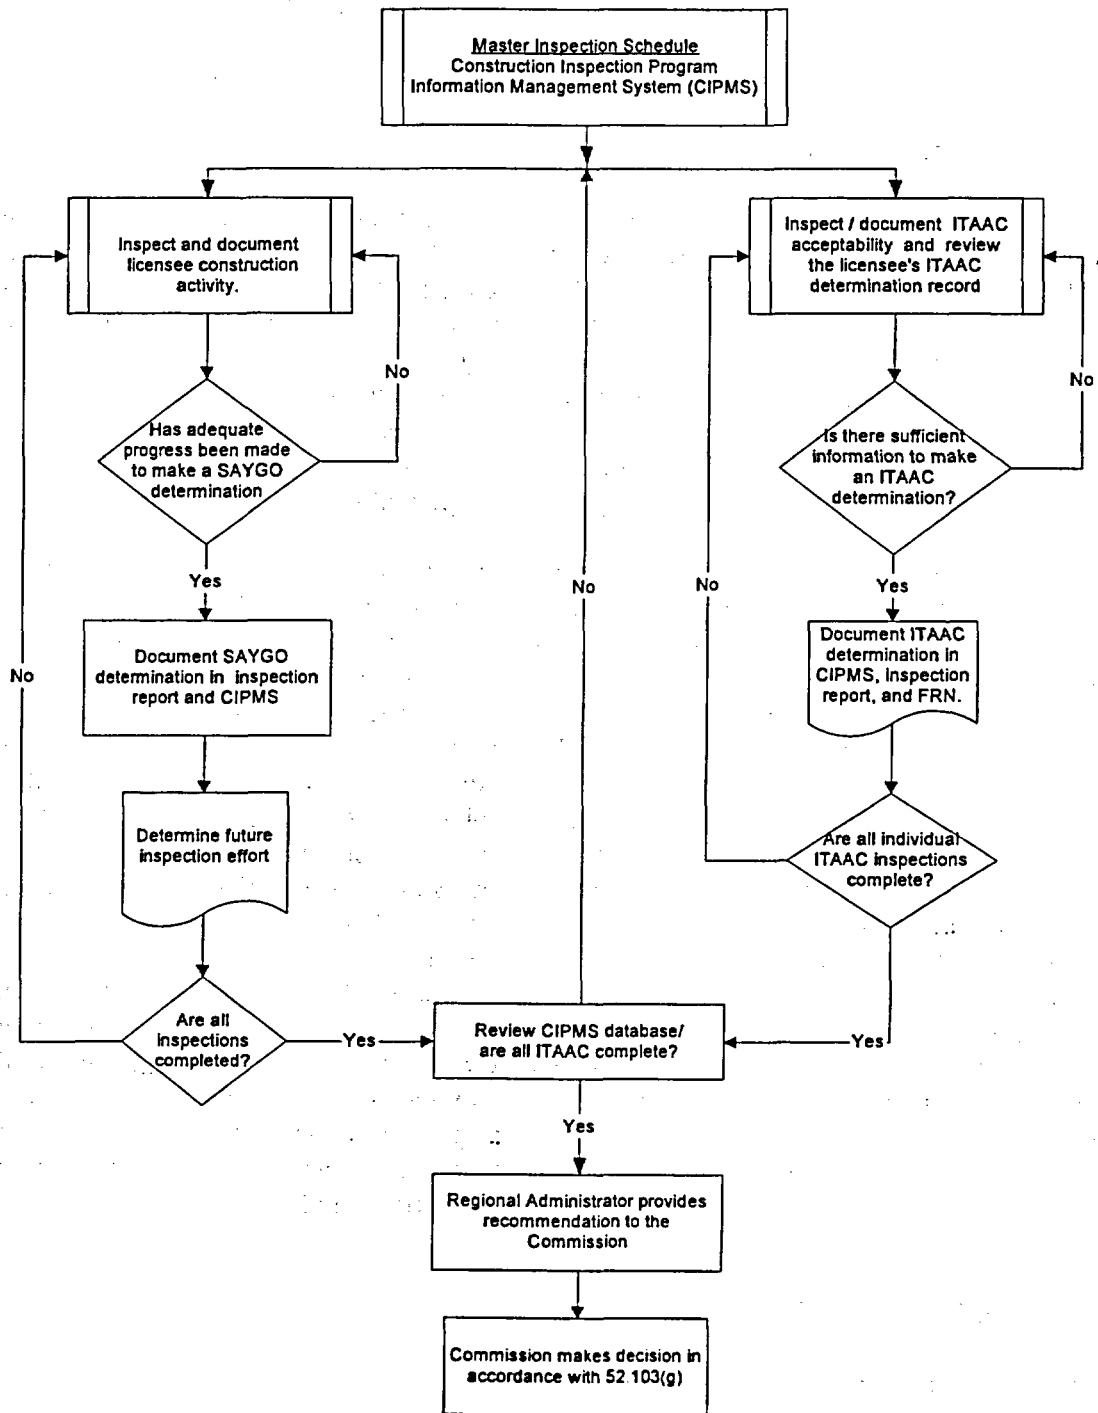 Master Inspection Schedule
Construction Inspection Program
Information Management System (CIPMS)
Inspect and document
licensee construction
activity.
No
Has adequate
progress been made
to make a SAYGO
determination
Yes
Document SAYGO
determination in inspection
report and CIPMS
No
Determine future
inspection effort
Are all
inspections
completed?
Yes
Inspect / document ITAAC
acceptability and review
the licensee's ITAAC
determination record
No
Is there sufficient
information to make
an ITAAC
determination?
Yes
No
Document ITAAC
determination in
CIPMS, inspection
report, and FRN.
Are all individual
ITAAC inspections
complete?
Yes
No
Review CIPMS database/
are all ITAAC complete?
Yes
Regional Administrator provides
recommendation to the
Commission
Commission makes decision in
accordance with 52.103(g)